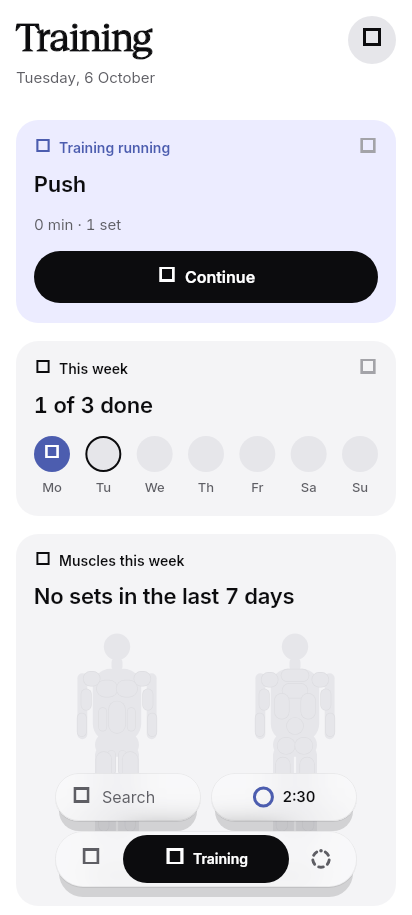 Training
Tuesday, 6 October
Training running
Push
0 min · 1 set
Continue
This week
1 of 3 done
Mo Tu We Th Fr Sa Su
Muscles this week
No sets in the last 7 days
Search
2:30
Training